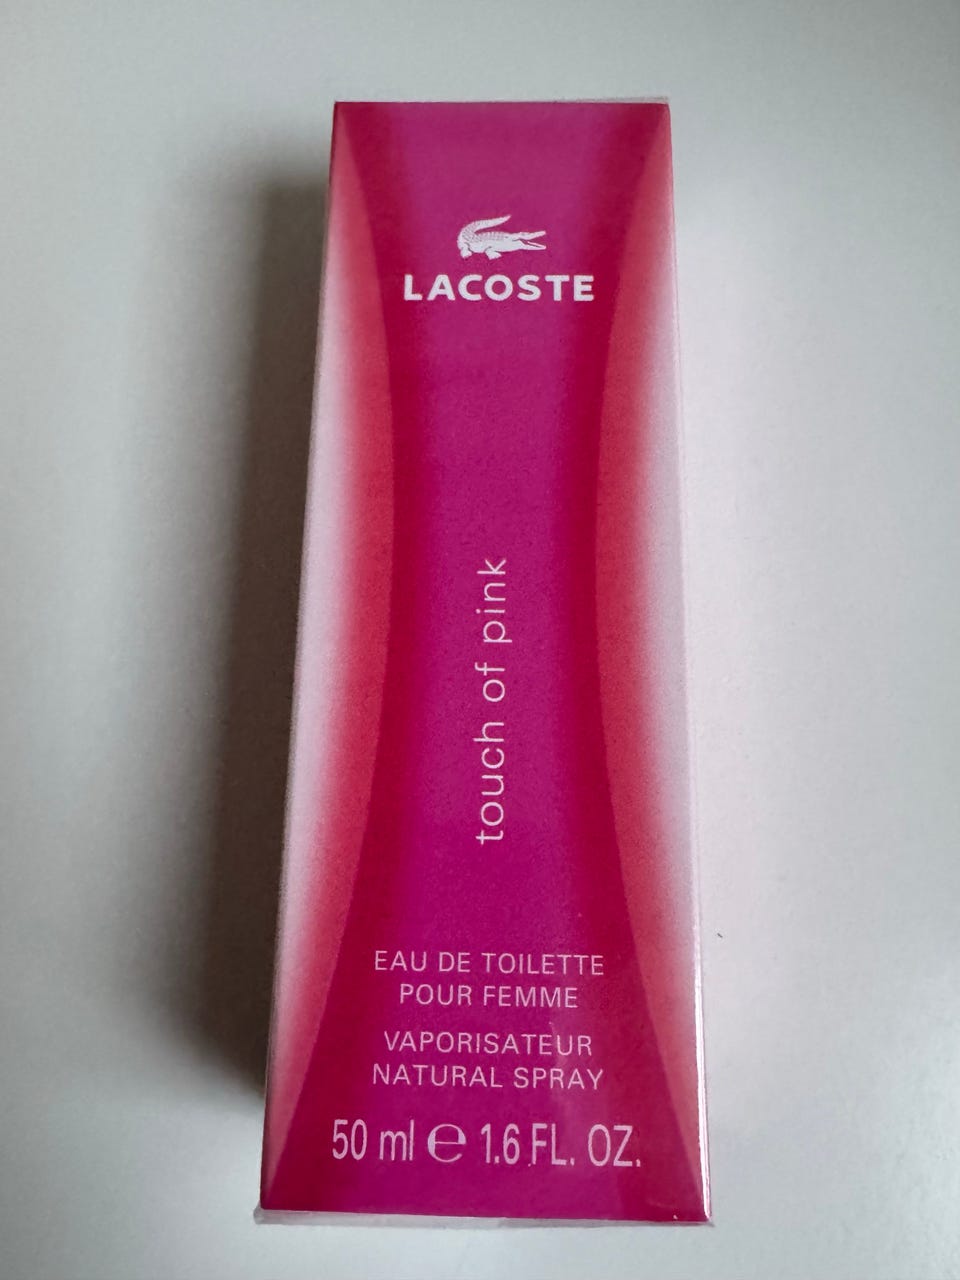 LACOSTE
touch of pink
EAU DE TOILETTE
POUR FEMME
VAPORISATEUR
NATURAL SPRAY
50 ml ℮ 1.6 FL. OZ.